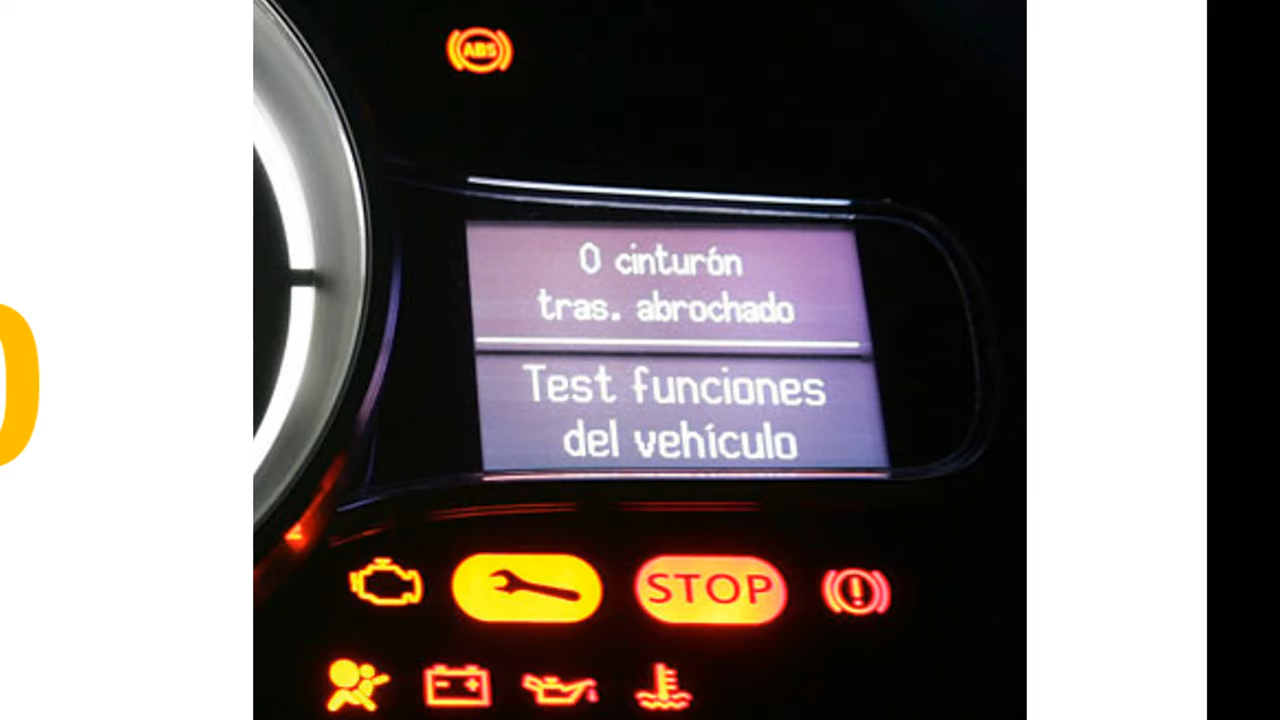 ABS
0 cinturón
tras. abrochado
Test funciones
del vehículo
STOP